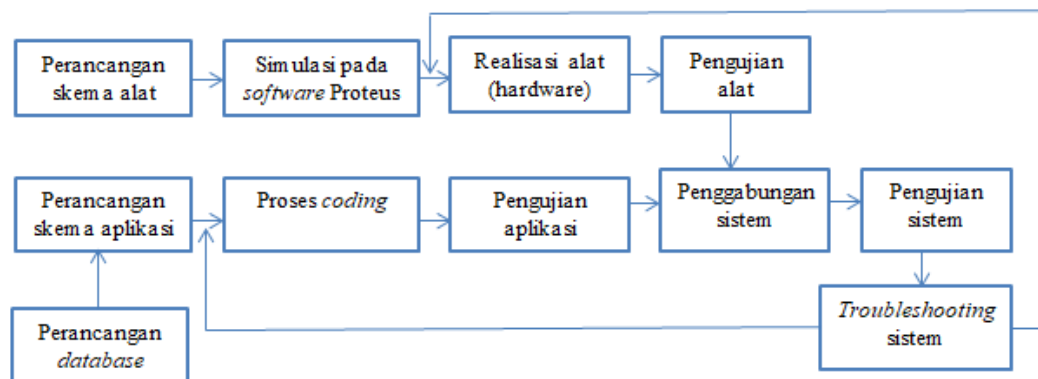 Perancangan
skema alat
Simulasi pada
software Proteus
Realisasi alat
(hardware)
Pengujian
alat
Perancangan
skema aplikasi
Proses coding
Pengujian
aplikasi
Penggabungan
sistem
Pengujian
sistem
Perancangan
database
Troubleshooting
sistem